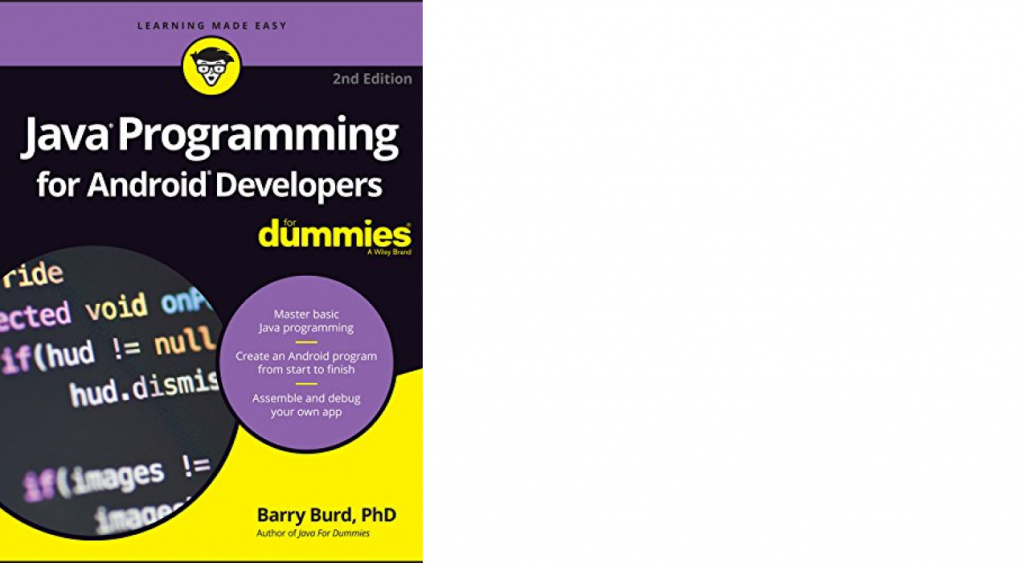 LEARNING MADE EASY
2nd Edition
Java® Programming
for Android® Developers
for
dummies®
A Wiley Brand
ride
ected void onP
if(hud != null
hud.dismis
if(images !=
image
Master basic
Java programming
Create an Android program
from start to finish
Assemble and debug
your own app
Barry Burd, PhD
Author of Java For Dummies